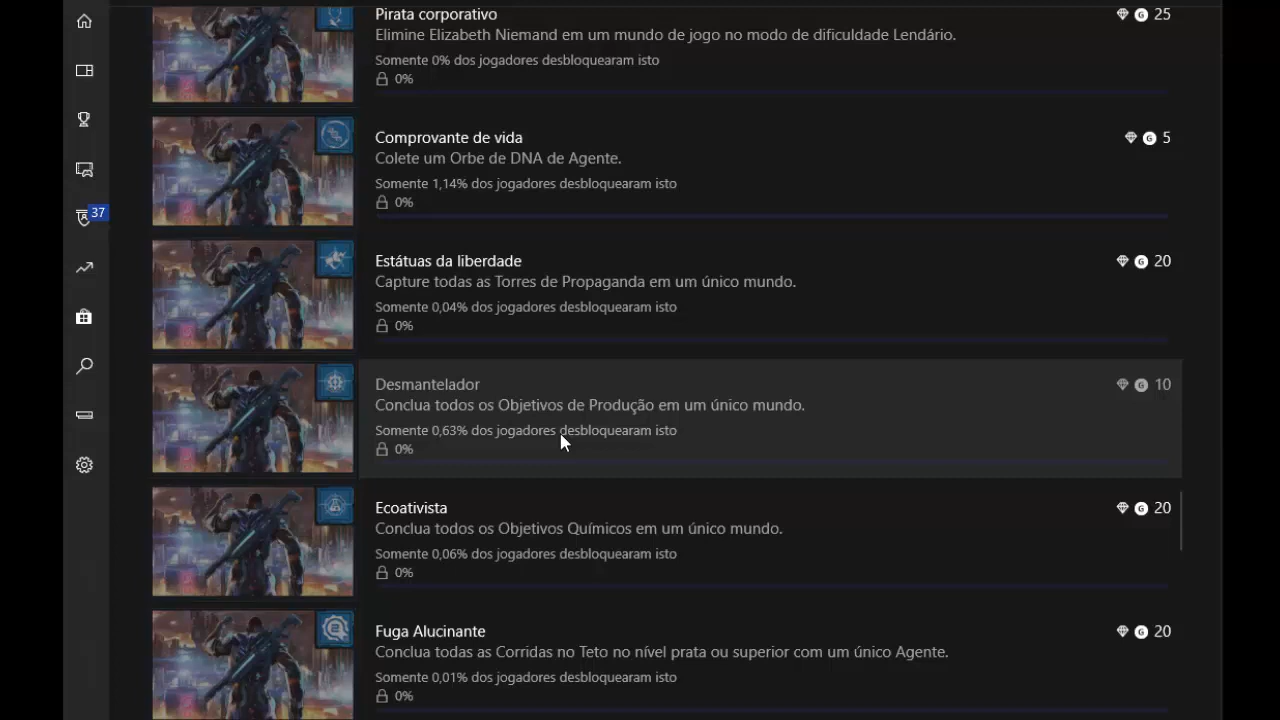 Pirata corporativo
25
Elimine Elizabeth Niemand em um mundo de jogo no modo de dificuldade Lendário.
Somente 0% dos jogadores desbloquearam isto
0%
Comprovante de vida
G 5
Colete um Orbe de DNA de Agente.
Somente 1,14% dos jogadores desbloquearam isto
0%
37
Estátuas da liberdade
G 20
Capture todas as Torres de Propaganda em um único mundo.
Somente 0,04% dos jogadores desbloquearam isto
0%
Desmantelador
G 10
Conclua todos os Objetivos de Produção em um único mundo.
Somente 0,63% dos jogadores desbloquearam isto
0%
Ecoativista
G 20
Conclua todos os Objetivos Químicos em um único mundo.
Somente 0,06% dos jogadores desbloquearam isto
0%
Fuga Alucinante
G 20
Conclua todas as Corridas no Teto no nível prata ou superior com um único Agente.
Somente 0,01% dos jogadores desbloquearam isto
0%